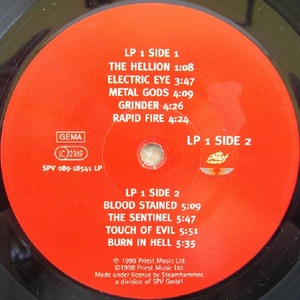 LP 1 SIDE 1
THE HELLION 1:08
ELECTRIC EYE 3:47
METAL GODS 4:09
GRINDER 4:26
RAPID FIRE 4:24
GEMA
LC 2369
SPV 089-18541 LP
LP 1 SIDE 2
LP 1 SIDE 2
BLOOD STAINED 5:09
THE SENTINEL 5:47
TOUCH OF EVIL 5:51
BURN IN HELL 5:35
℗ 1998 Priest Music Ltd.
©1998 Priest Music Ltd.
Made under license by Steamhammer,
a division of SPV GmbH